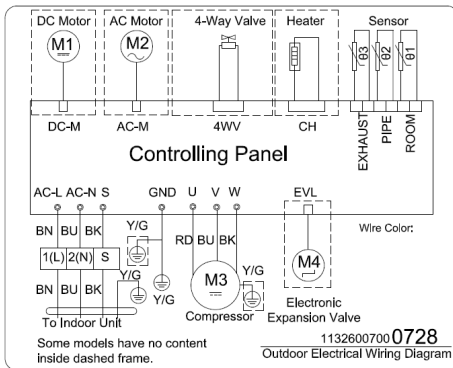 DC Motor AC Motor 4-Way Valve Heater Sensor
M1 M2 θ3 θ2 θ1
DC-M AC-M 4WV CH EXHAUST PIPE ROOM
Controlling Panel
AC-L AC-N S GND U V W EVL
Wire Color:
BN BU BK Y/G RD BU BK
1(L) 2(N) S
Y/G Y/G
BN BU BK Y/G M3 M4
To Indoor Unit Compressor Electronic
Expansion Valve
Some models have no content
inside dashed frame.
1132600700 0728
Outdoor Electrical Wiring Diagram